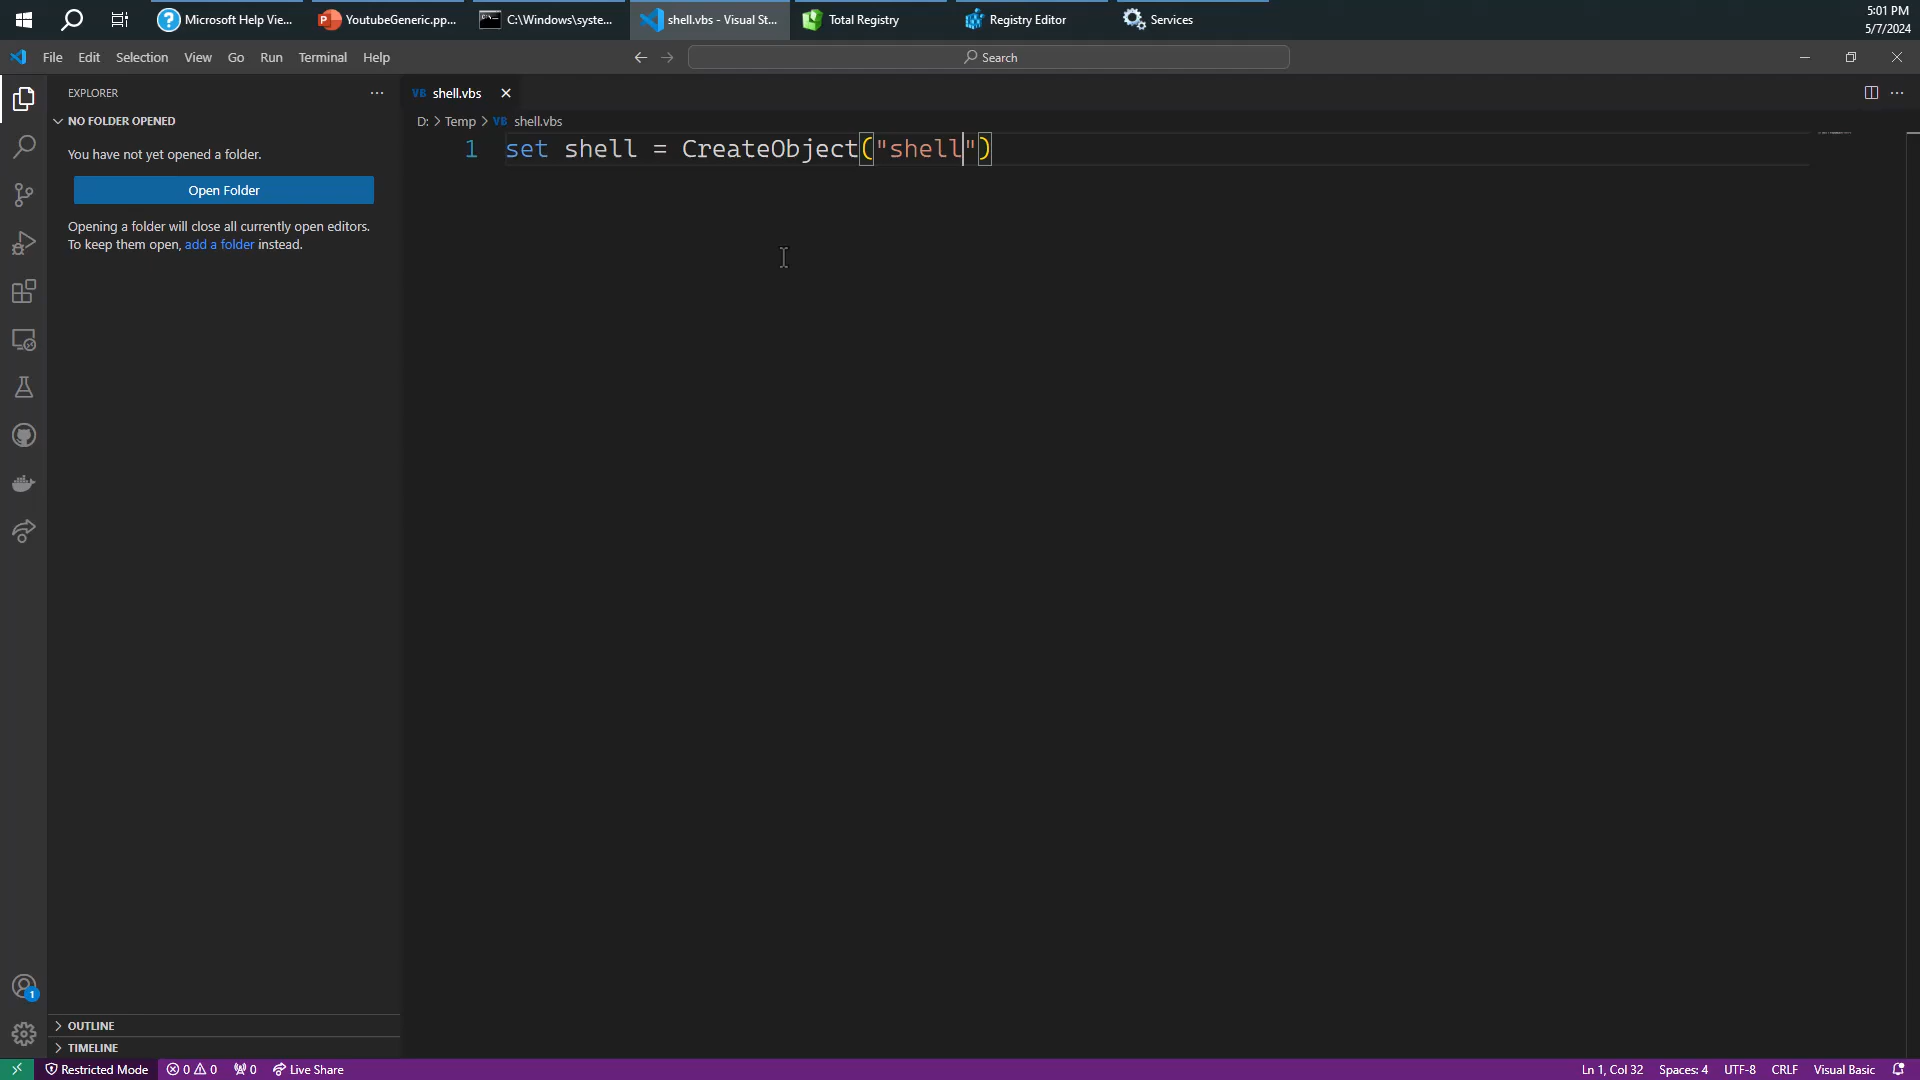 Microsoft Help Vie...
YoutubeGeneric.pp...
C:\Windows\syste...
shell.vbs - Visual St...
Total Registry
Registry Editor
Services
5:01 PM
5/7/2024
File Edit Selection View Go Run Terminal Help
Search
EXPLORER
NO FOLDER OPENED
You have not yet opened a folder.
Open Folder
Opening a folder will close all currently open editors.
To keep them open, add a folder instead.
OUTLINE
TIMELINE
VB shell.vbs
D: > Temp > VB shell.vbs
1 set shell = CreateObject("shell")
1
Restricted Mode 0 0 0 Live Share
Ln 1, Col 32 Spaces: 4 UTF-8 CRLF Visual Basic